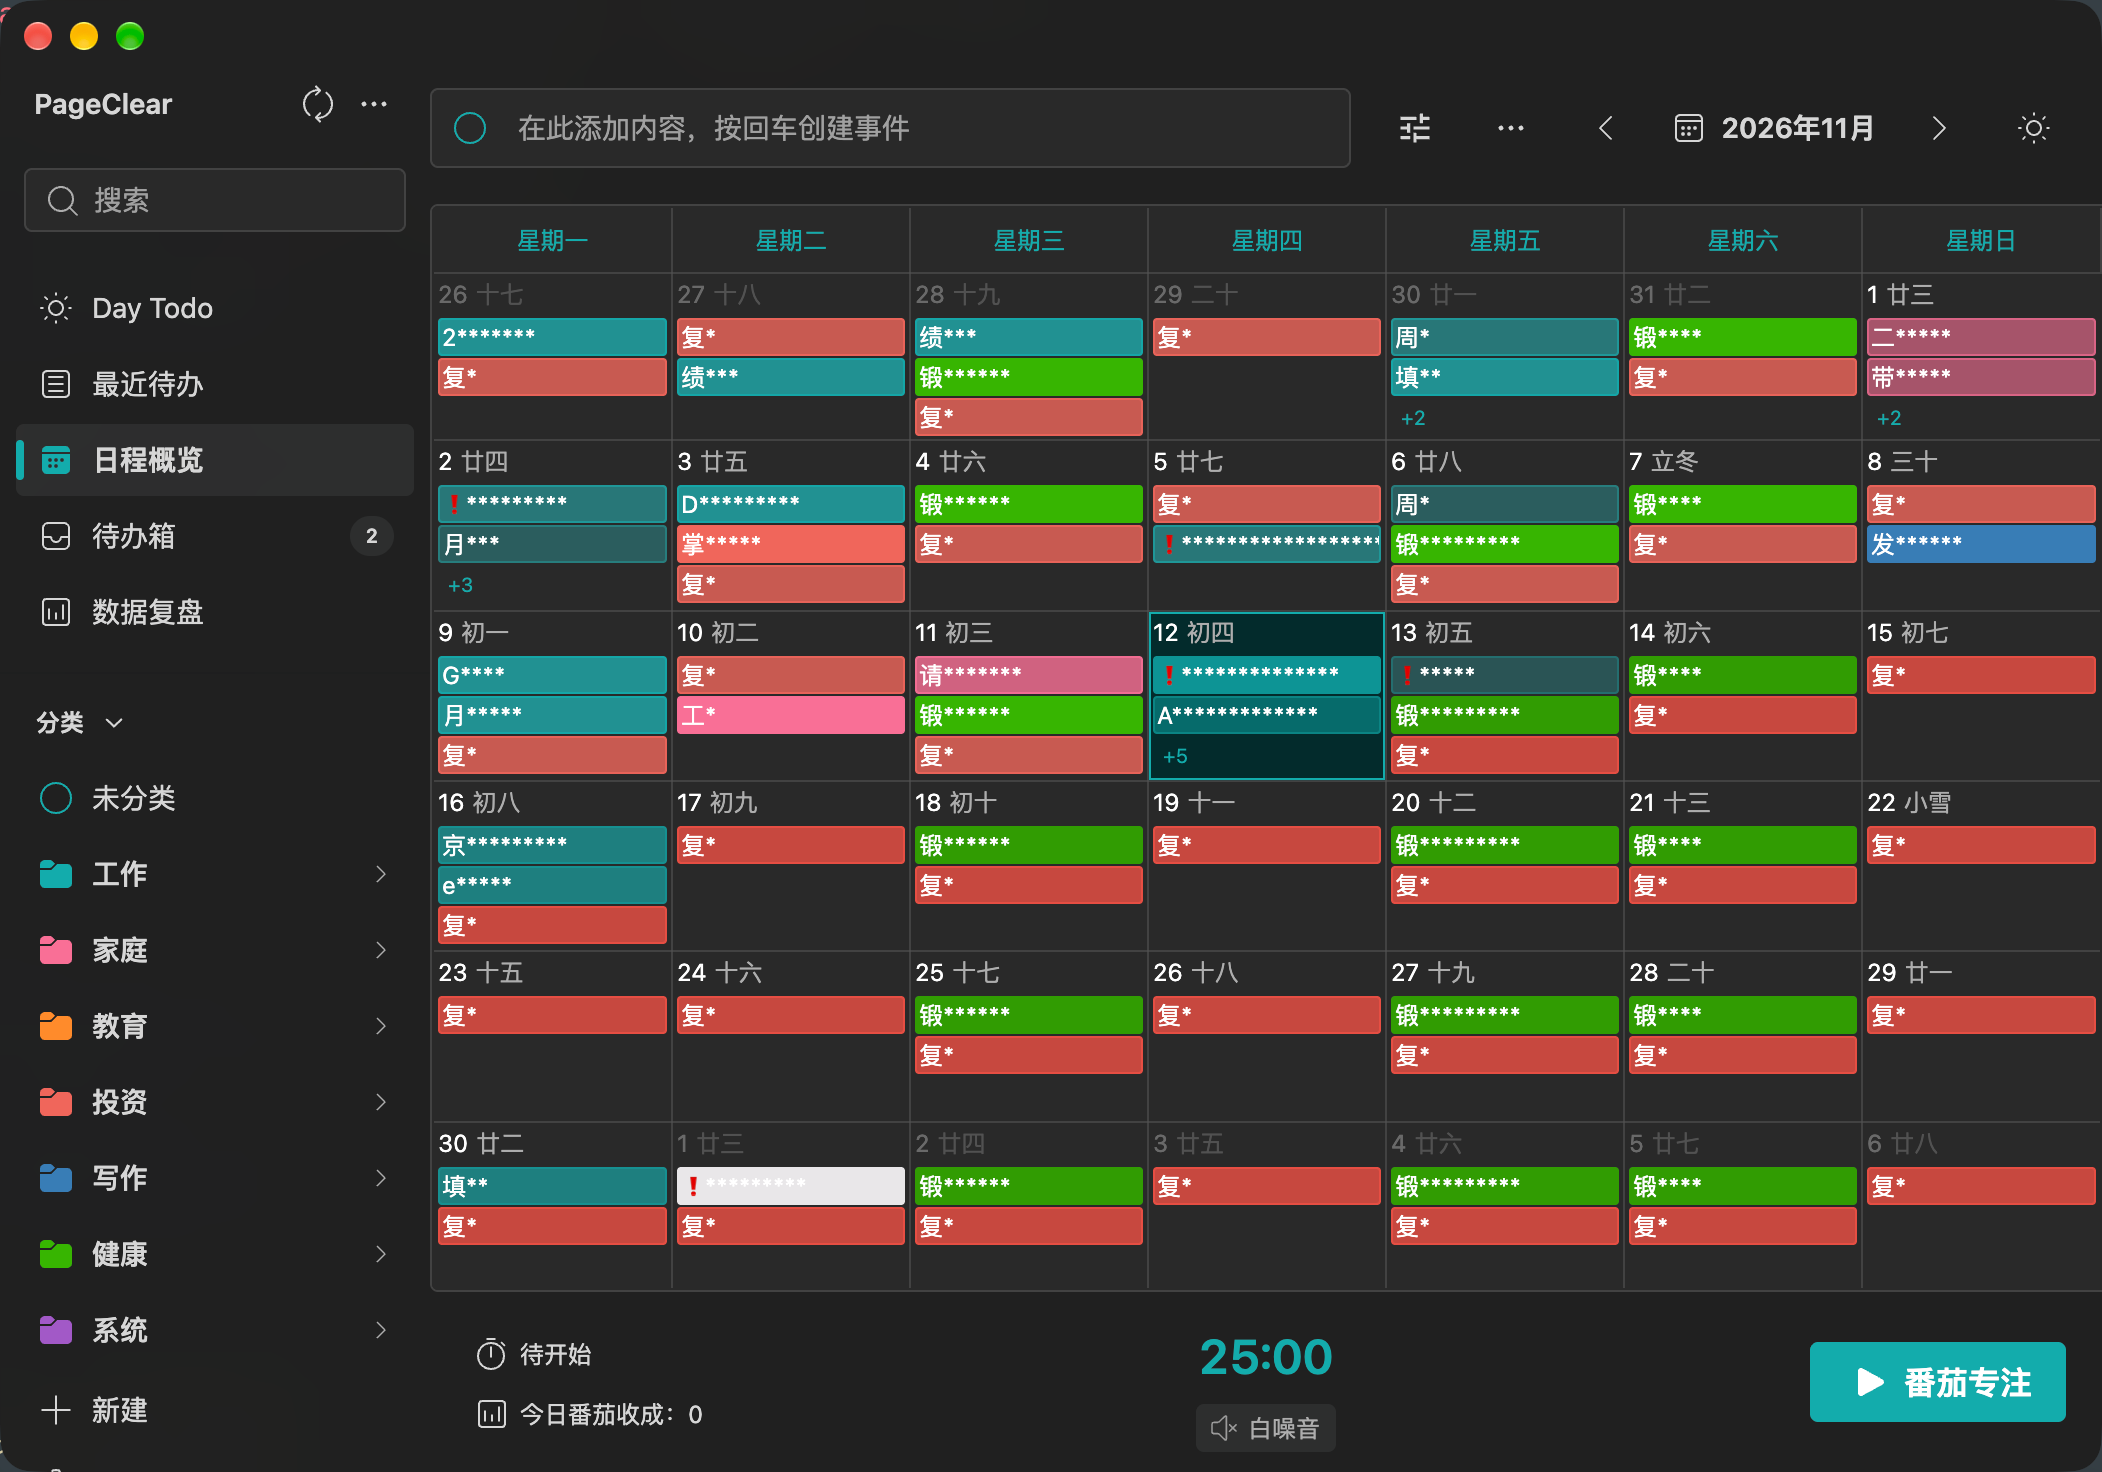 PageClear
搜索
Day Todo
最近待办
日程概览
待办箱 2
数据复盘
分类
未分类
工作
家庭
教育
投资
写作
健康
系统
新建
在此添加内容，按回车创建事件
2026年11月
星期一 星期二 星期三 星期四 星期五 星期六 星期日
26 十七 27 十八 28 十九 29 二十 30 廿一 31 廿二 1 廿三
2******* 复* 绩*** 复* 周* 锻**** 二*****
复* 绩*** 锻****** 填** 复* 带*****
复* +2 +2
2 廿四 3 廿五 4 廿六 5 廿七 6 廿八 7 立冬 8 三十
! ********* D********* 锻****** 复* 周* 锻**** 复*
月*** 掌***** 复* ! ****************** 锻********* 复* 发******
+3 复* 复*
9 初一 10 初二 11 初三 12 初四 13 初五 14 初六 15 初七
G**** 复* 请******* ! ************** ! ***** 锻**** 复*
月***** 工* 锻****** A************* 锻********* 复*
复* 复* +5 复*
16 初八 17 初九 18 初十 19 十一 20 十二 21 十三 22 小雪
京********* 复* 锻****** 复* 锻********* 锻**** 复*
e***** 复* 复* 复*
复*
23 十五 24 十六 25 十七 26 十八 27 十九 28 二十 29 廿一
复* 复* 锻****** 复* 锻********* 锻**** 复*
复* 复* 复*
30 廿二 1 廿三 2 廿四 3 廿五 4 廿六 5 廿七 6 廿八
填** ! ********* 锻****** 复* 锻********* 锻**** 复*
复* 复* 复* 复* 复*
待开始
今日番茄收成：0
25:00
白噪音
番茄专注